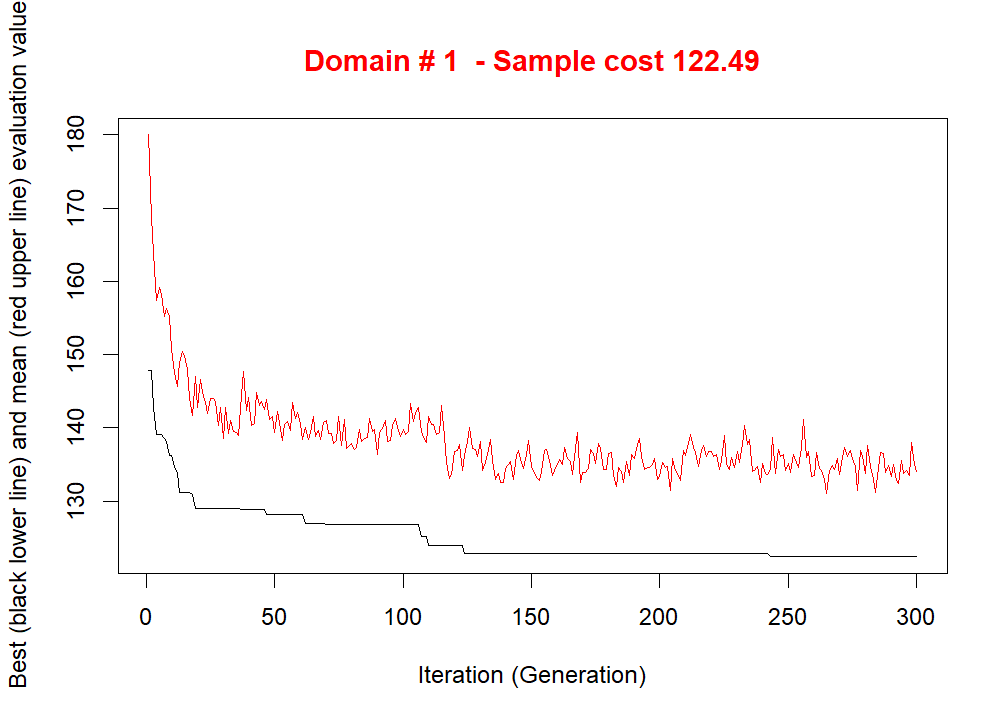 Domain # 1  - Sample cost 122.49
Best (black lower line) and mean (red upper line) evaluation value
180
170
160
150
140
130
0 50 100 150 200 250 300
Iteration (Generation)